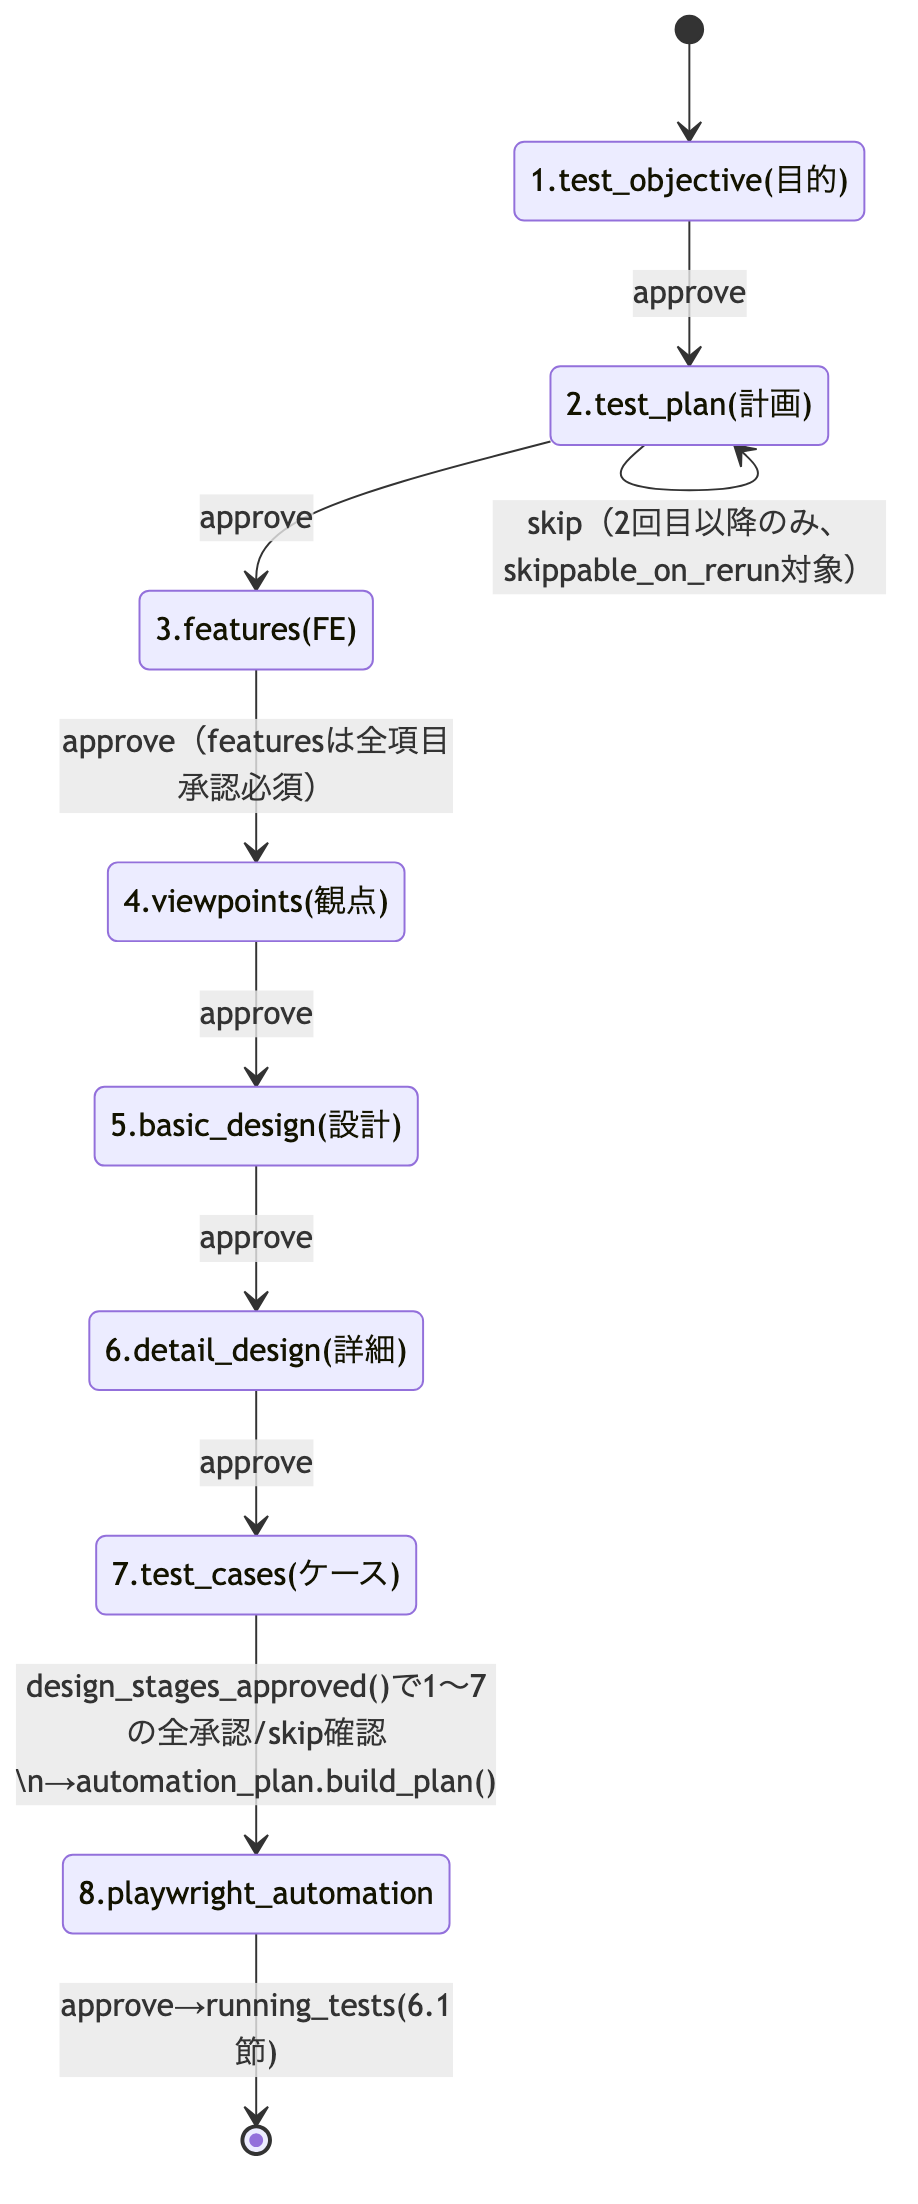 1.test_objective(目的)
approve
2.test_plan(計画)
approve
skip（2回目以降のみ、
skippable_on_rerun対象）
3.features(FE)
approve（featuresは全項目
承認必須）
4.viewpoints(観点)
approve
5.basic_design(設計)
approve
6.detail_design(詳細)
approve
7.test_cases(ケース)
design_stages_approved()で1〜7
の全承認/skip確認
\n→automation_plan.build_plan()
8.playwright_automation
approve→running_tests(6.1
節)